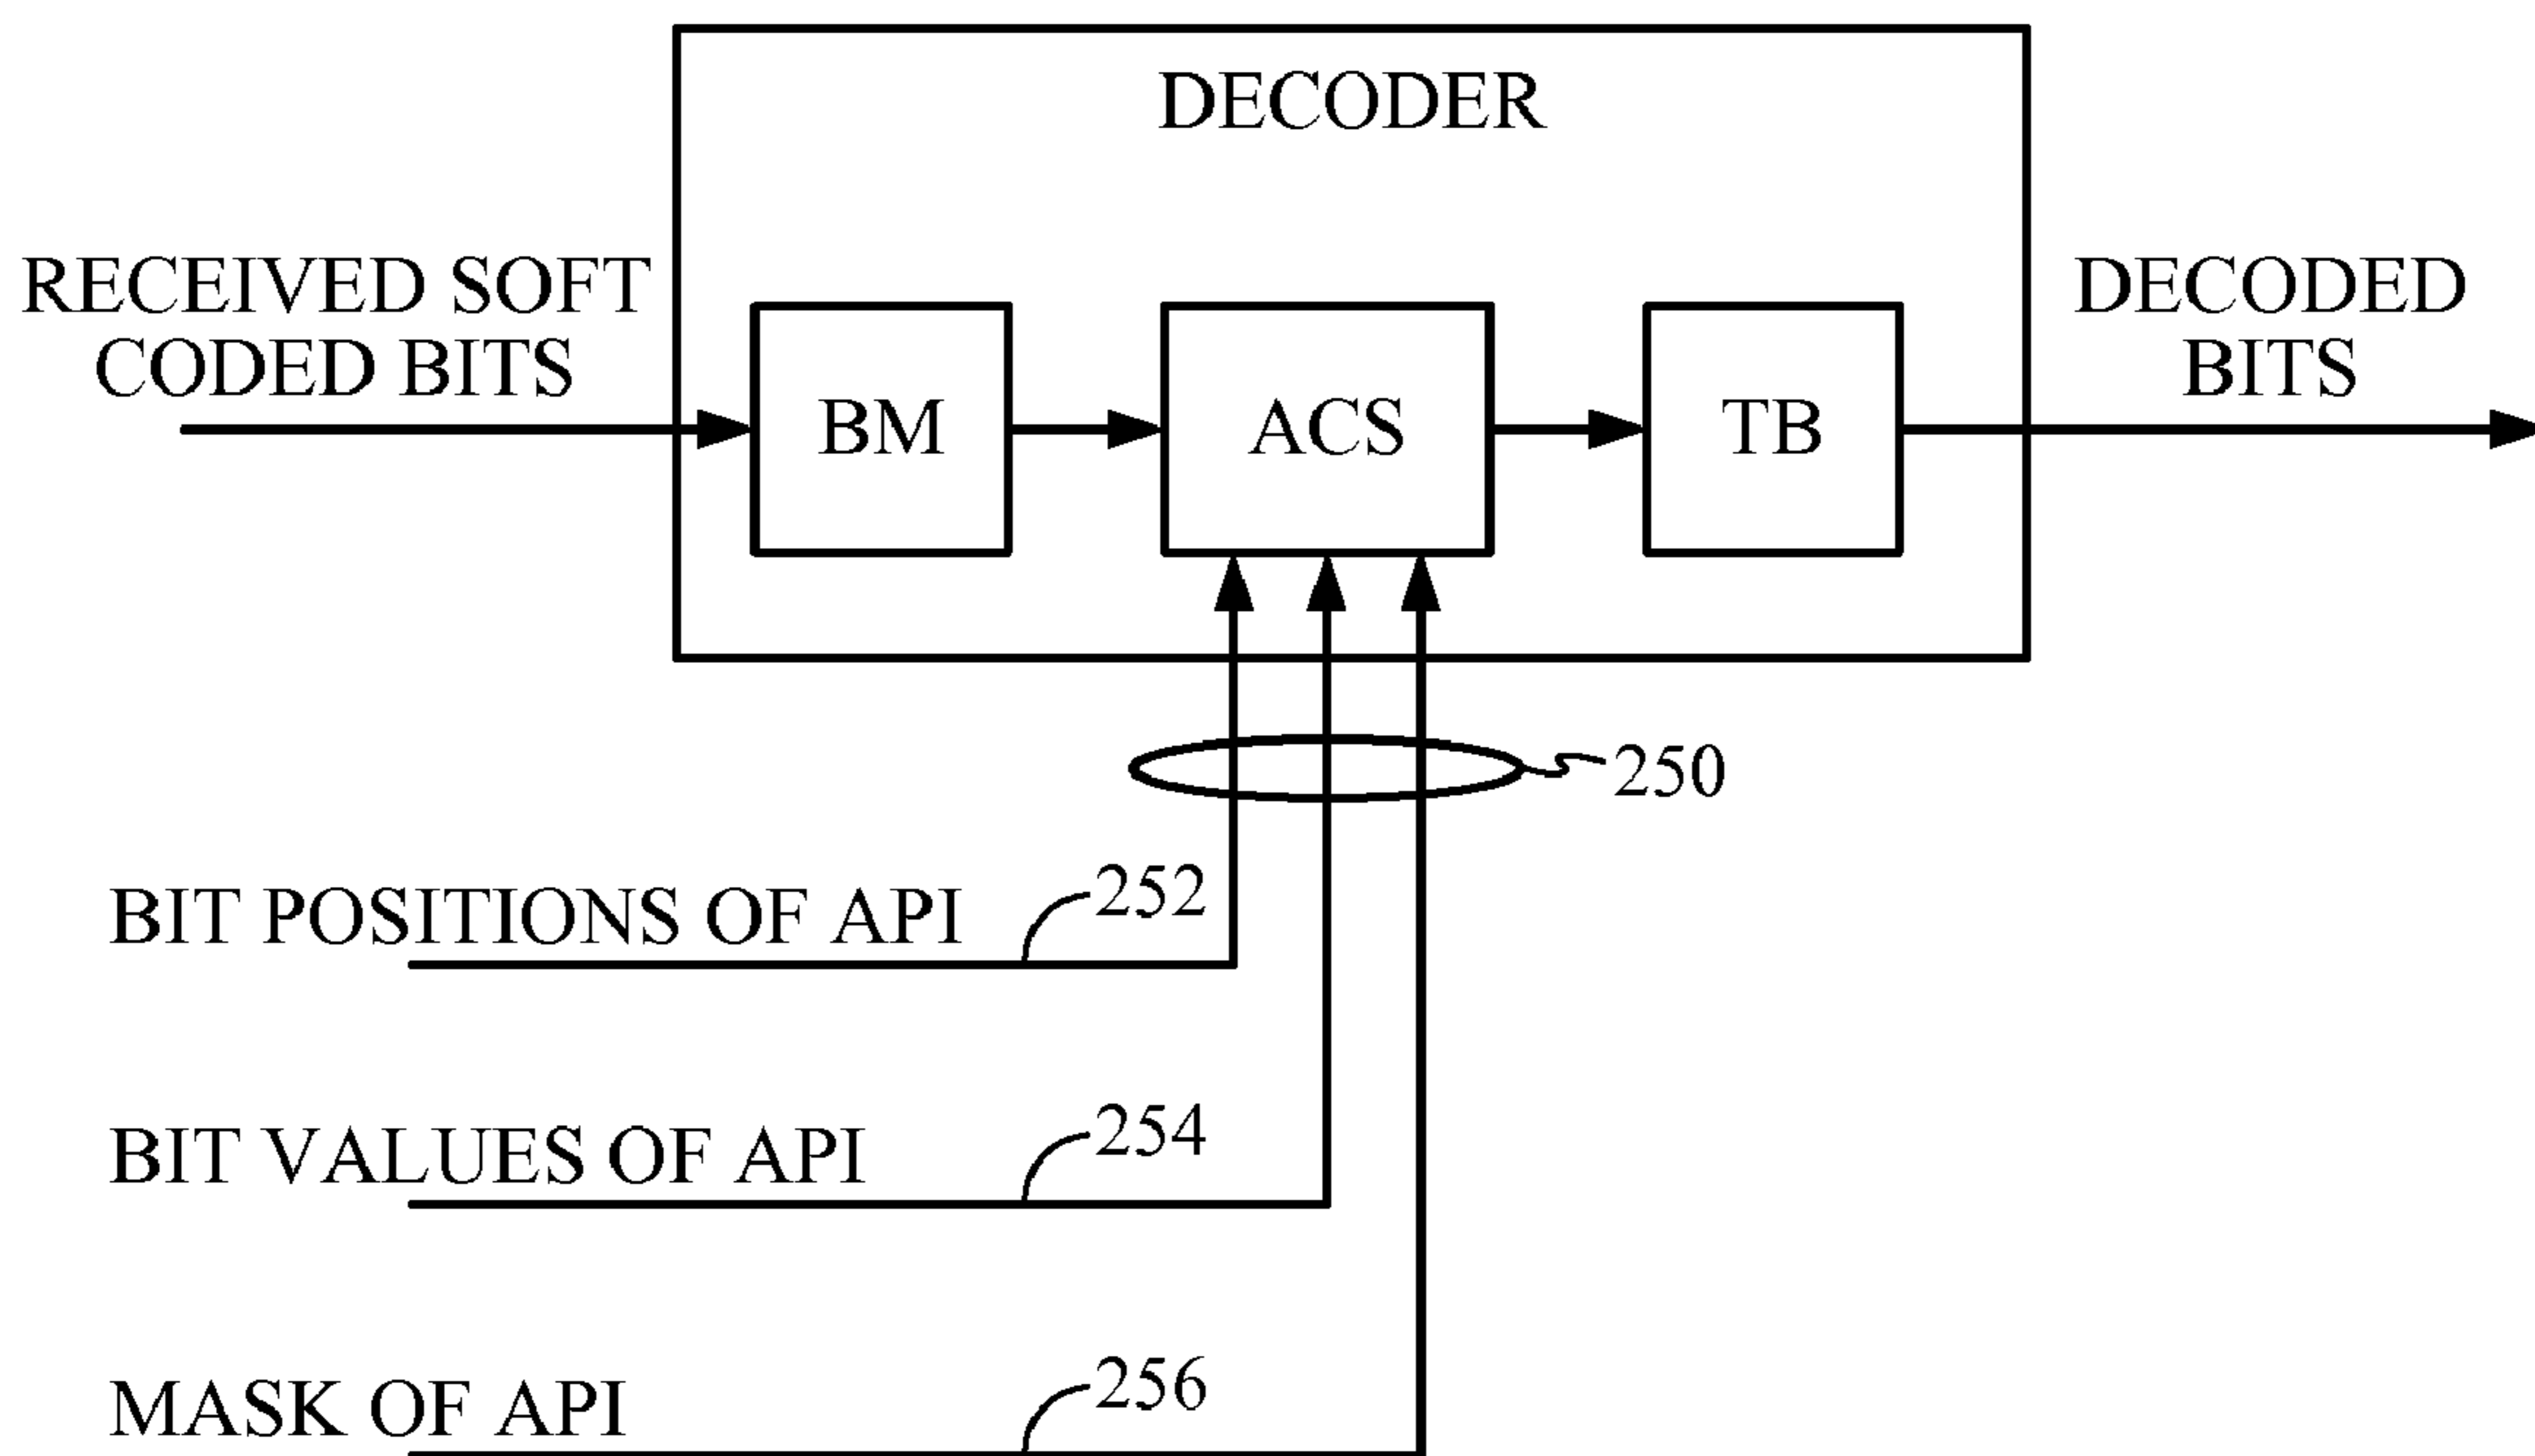 DECODER
RECEIVED SOFT
CODED BITS
BM
ACS
TB
DECODED
BITS
250
BIT POSITIONS OF API
252
BIT VALUES OF API
254
MASK OF API
256